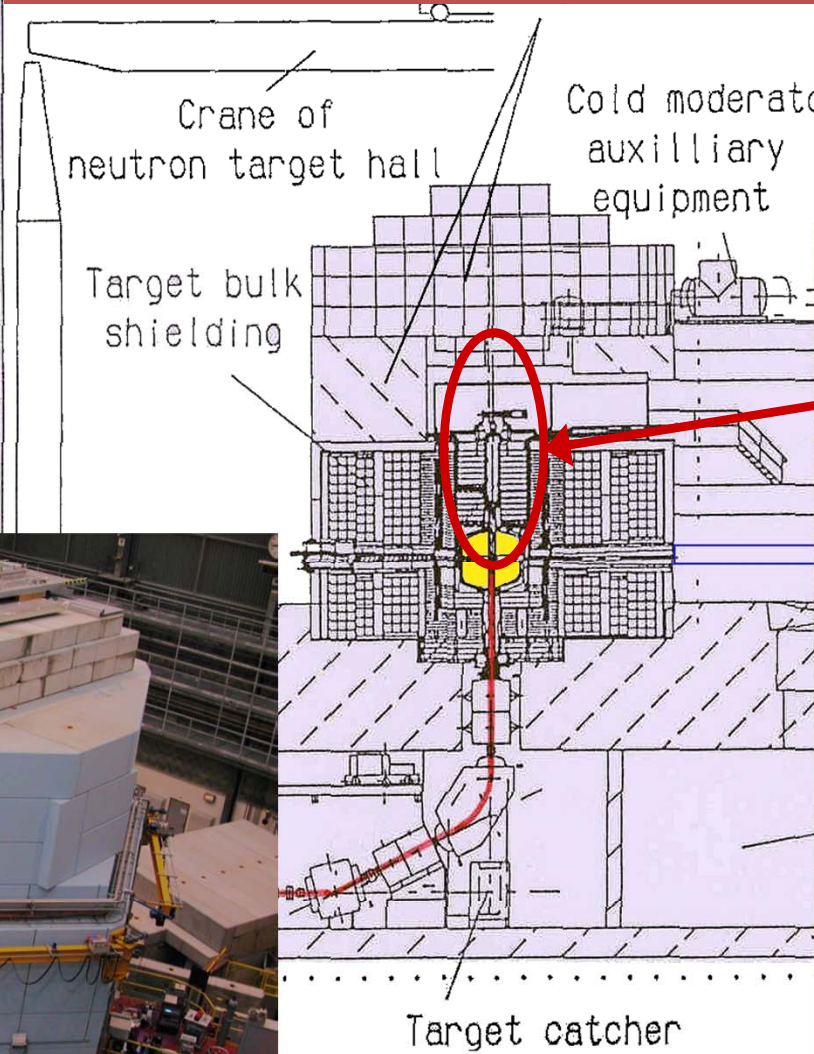 Crane of
neutron target hall
Cold moderato
auxilliary
equipment
Target bulk
shielding
Target catcher